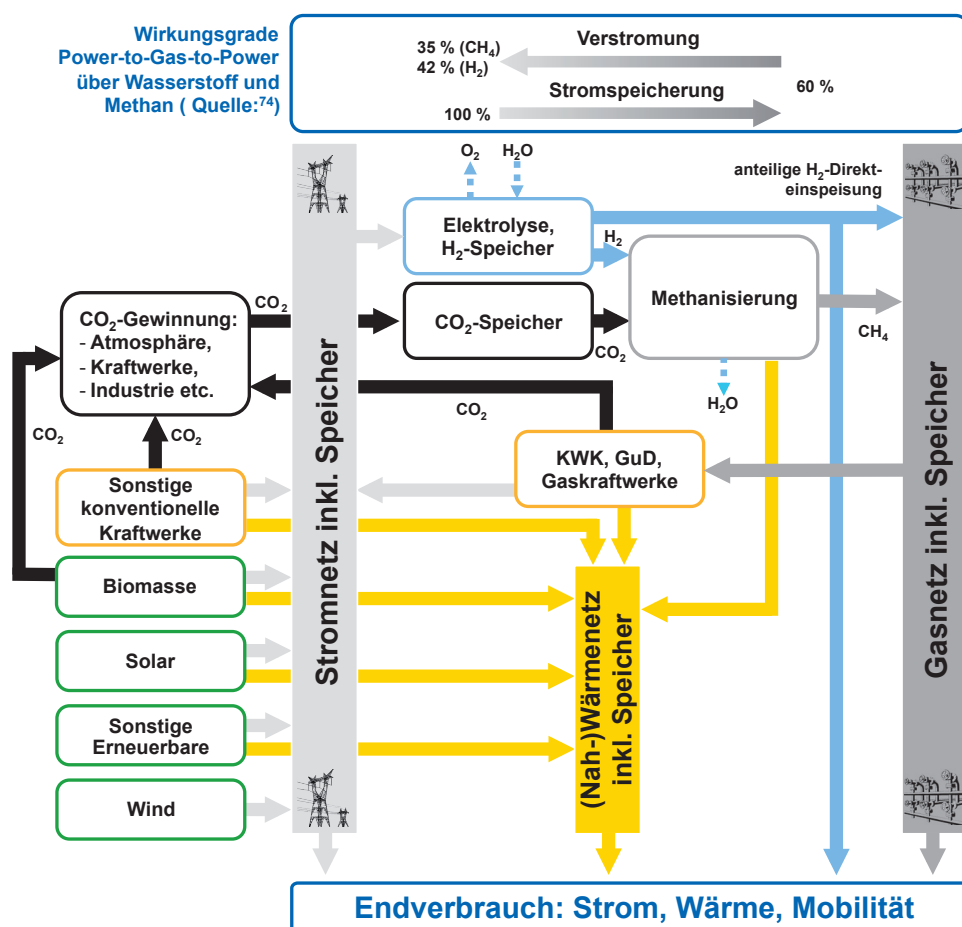 Wirkungsgrade
Power-to-Gas-to-Power
über Wasserstoff und
Methan ( Quelle:⁷⁴)
35 % (CH₄)
42 % (H₂)
Verstromung
60 %
Stromspeicherung
100 %
O₂
H₂O
anteilige H₂-Direkt-
einspeisung
Elektrolyse,
H₂-Speicher
H₂
Methanisierung
CH₄
CO₂
CO₂-Gewinnung:
- Atmosphäre,
- Kraftwerke,
- Industrie etc.
CO₂-Speicher
CO₂
H₂O
CO₂
CO₂
CO₂
KWK, GuD,
Gaskraftwerke
Sonstige
konventionelle
Kraftwerke
Biomasse
Solar
Sonstige
Erneuerbare
Wind
Stromnetz inkl. Speicher
(Nah-)Wärmenetz
inkl. Speicher
Gasnetz inkl. Speicher
Endverbrauch: Strom, Wärme, Mobilität